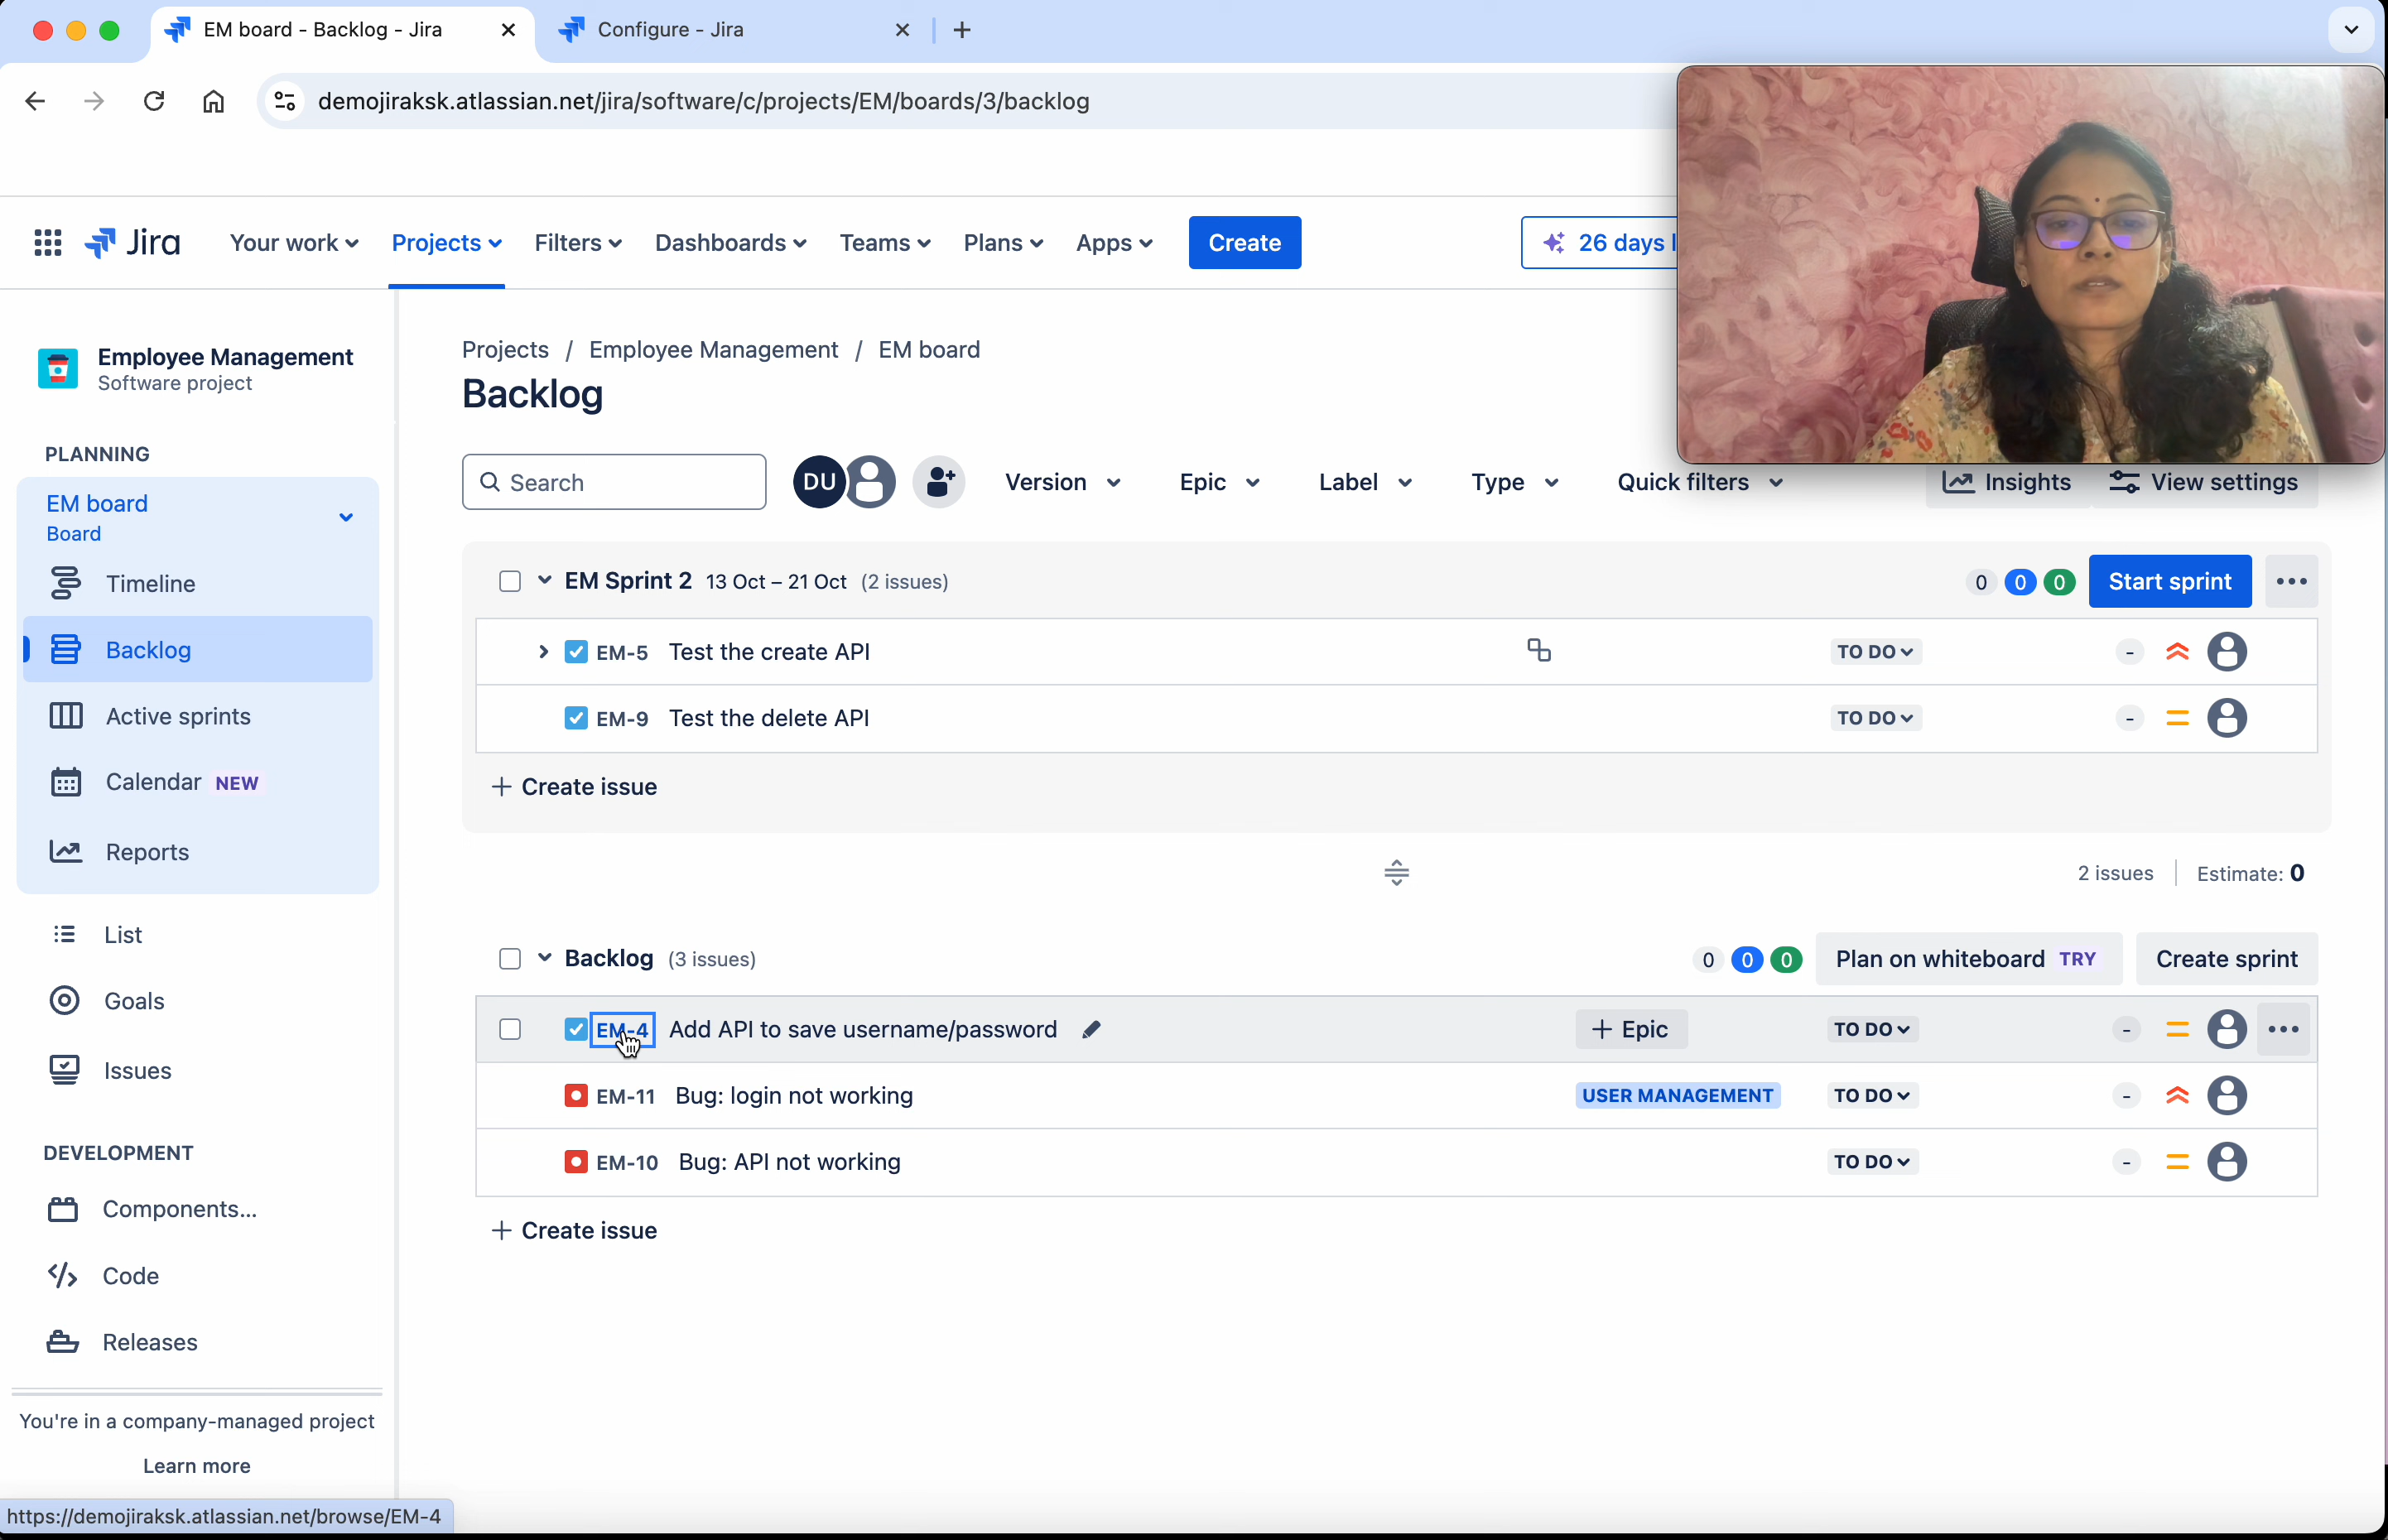 EM board - Backlog - Jira
Configure - Jira
demojiraksk.atlassian.net/jira/software/c/projects/EM/boards/3/backlog
Jira
Your work
Projects
Filters
Dashboards
Teams
Plans
Apps
Create
26 days
Employee Management
Software project
PLANNING
EM board
Board
Timeline
Backlog
Active sprints
Calendar NEW
Reports
List
Goals
Issues
DEVELOPMENT
Components...
Code
Releases
You're in a company-managed project
Learn more
https://demojiraksk.atlassian.net/browse/EM-4
Projects / Employee Management / EM board
Backlog
Search
DU
Version
Epic
Label
Type
Quick filters
Insights
View settings
EM Sprint 2 13 Oct – 21 Oct (2 issues)
0 0 0 Start sprint
EM-5 Test the create API TO DO -
EM-9 Test the delete API TO DO -
+ Create issue
2 issues Estimate: 0
Backlog (3 issues)
0 0 0 Plan on whiteboard TRY Create sprint
EM-4 Add API to save username/password + Epic TO DO -
EM-11 Bug: login not working USER MANAGEMENT TO DO -
EM-10 Bug: API not working TO DO -
+ Create issue